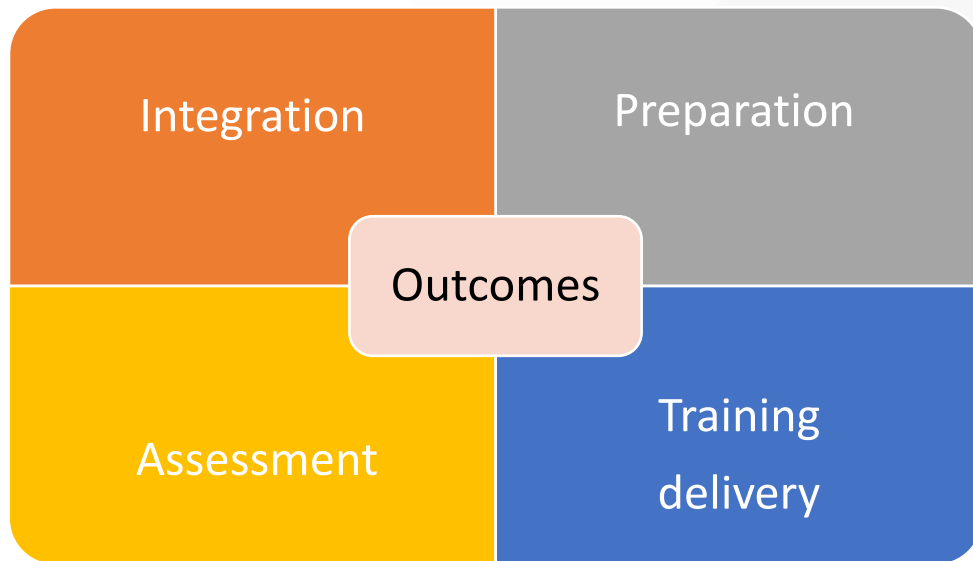 Integration
Preparation
Outcomes
Assessment
Training
delivery